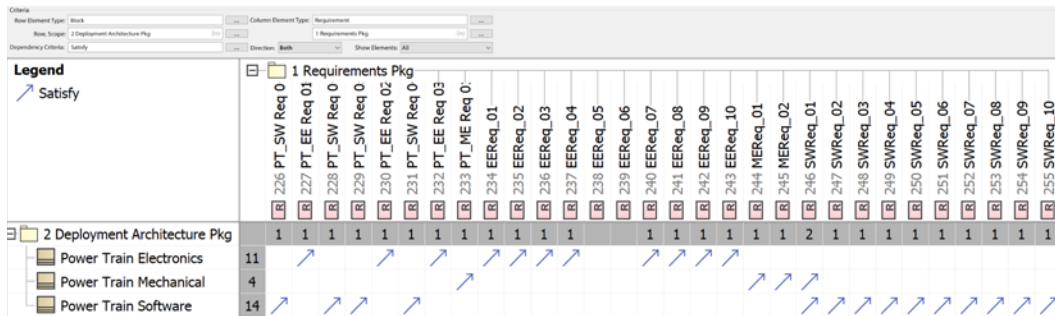 Criteria
Row Element Type: Block ... Column Element Type: Requirement ...
Row Scope: 2 Deployment Architecture Pkg ... 1 Requirements Pkg ...
Dependency Criteria: Satisfy ... Direction: Both Show Elements: All
Legend
Satisfy
1 Requirements Pkg
226 PT_SW Req 0
227 PT_EE Req 01
228 PT_SW Req 0
229 PT_SW Req 0
230 PT_EE Req 02
231 PT_SW Req 0
232 PT_EE Req 03
233 PT_ME Req 0
234 EEReq_01
235 EEReq_02
236 EEReq_03
237 EEReq_04
238 EEReq_05
239 EEReq_06
240 EEReq_07
241 EEReq_08
242 EEReq_09
243 EEReq_10
244 MEReq_01
245 MEReq_02
246 SWReq_01
247 SWReq_02
248 SWReq_03
249 SWReq_04
250 SWReq_05
251 SWReq_06
252 SWReq_07
253 SWReq_08
254 SWReq_09
255 SWReq_10
R R R R R R R R R R R R R R R R R R R R R R R R R R R R R R
2 Deployment Architecture Pkg 1 1 1 1 1 1 1 1 1 1 1 1 1 1 1 1 1 1 2 1 1 1 1 1 1 1 1 1
Power Train Electronics 11
Power Train Mechanical 4
Power Train Software 14